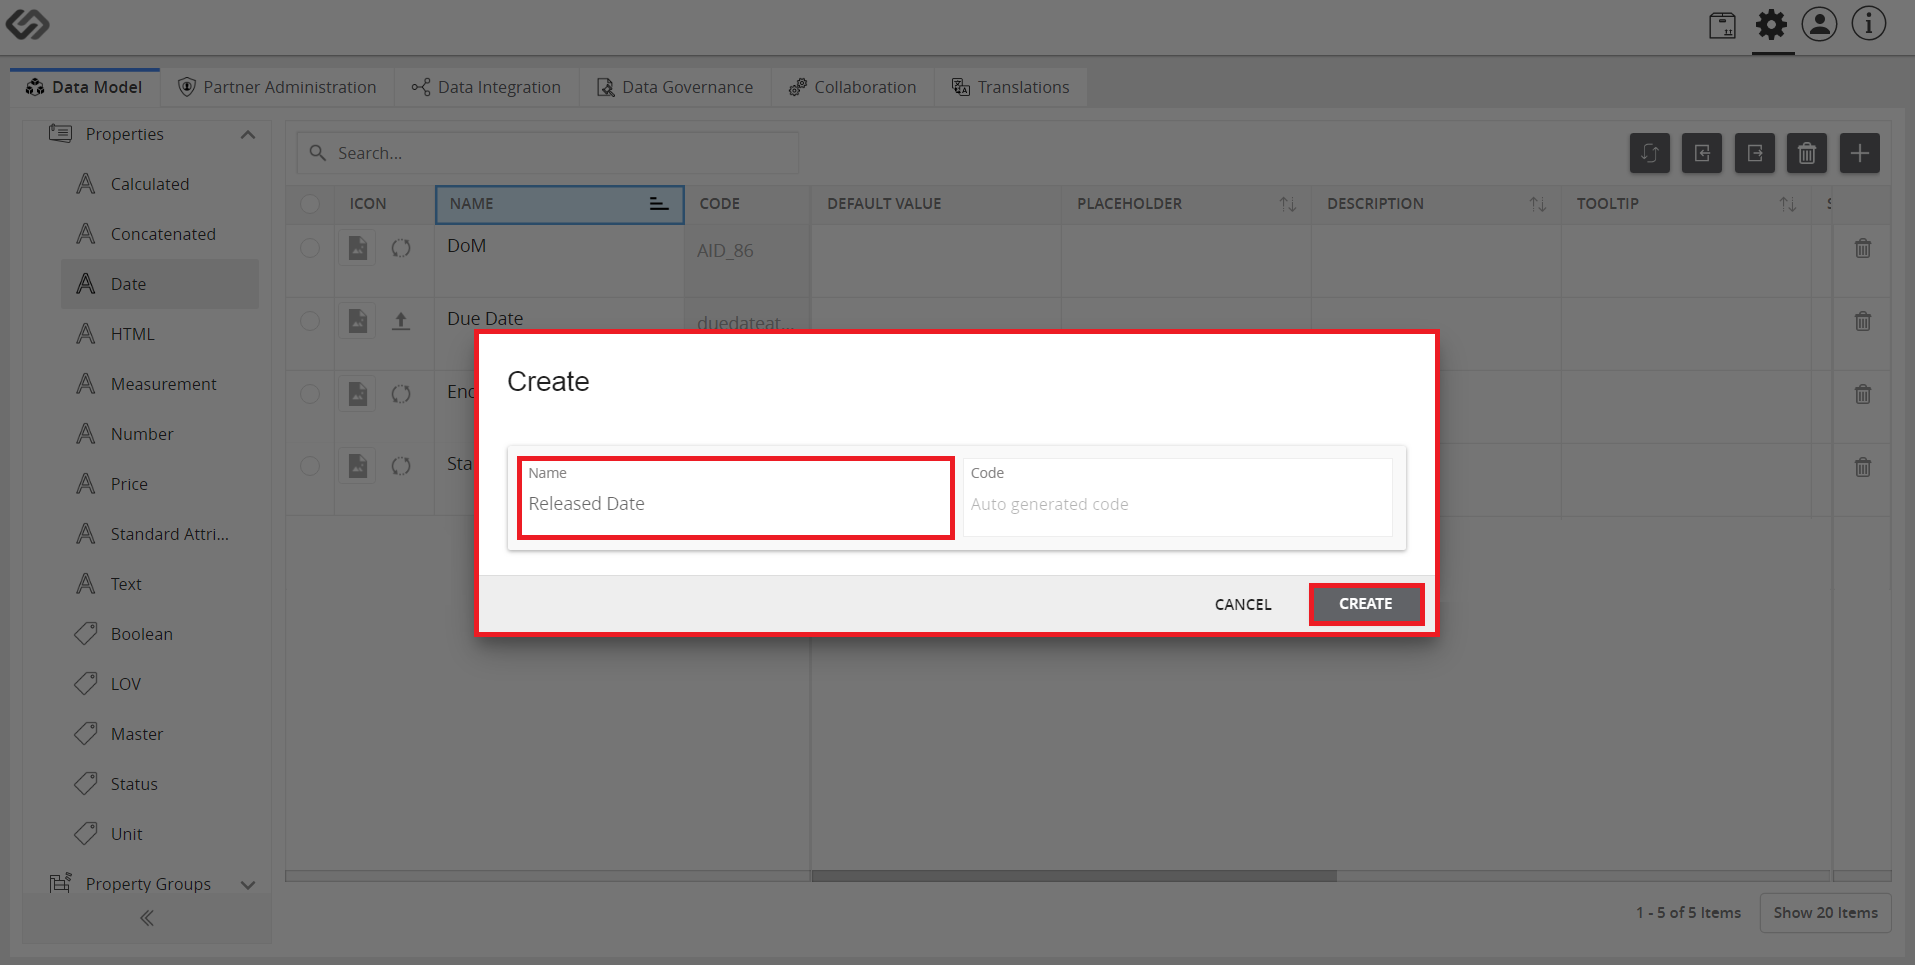 Data Model
Partner Administration
Data Integration
Data Governance
Collaboration
Translations
Properties
Calculated
Concatenated
Date
HTML
Measurement
Number
Price
Standard Attri...
Text
Boolean
LOV
Master
Status
Unit
Property Groups
Search...
ICON NAME CODE DEFAULT VALUE PLACEHOLDER DESCRIPTION TOOLTIP
DoM AID_86
Due Date duedateat...
Create
Name
Released Date
Code
Auto generated code
CANCEL
CREATE
1 - 5 of 5 Items
Show 20 Items